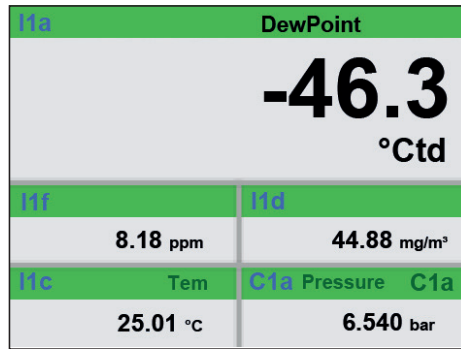 I1a DewPoint
-46.3
°Ctd
I1f I1d
8.18 ppm 44.88 mg/m³
I1c Tem C1a Pressure C1a
25.01 °C 6.540 bar